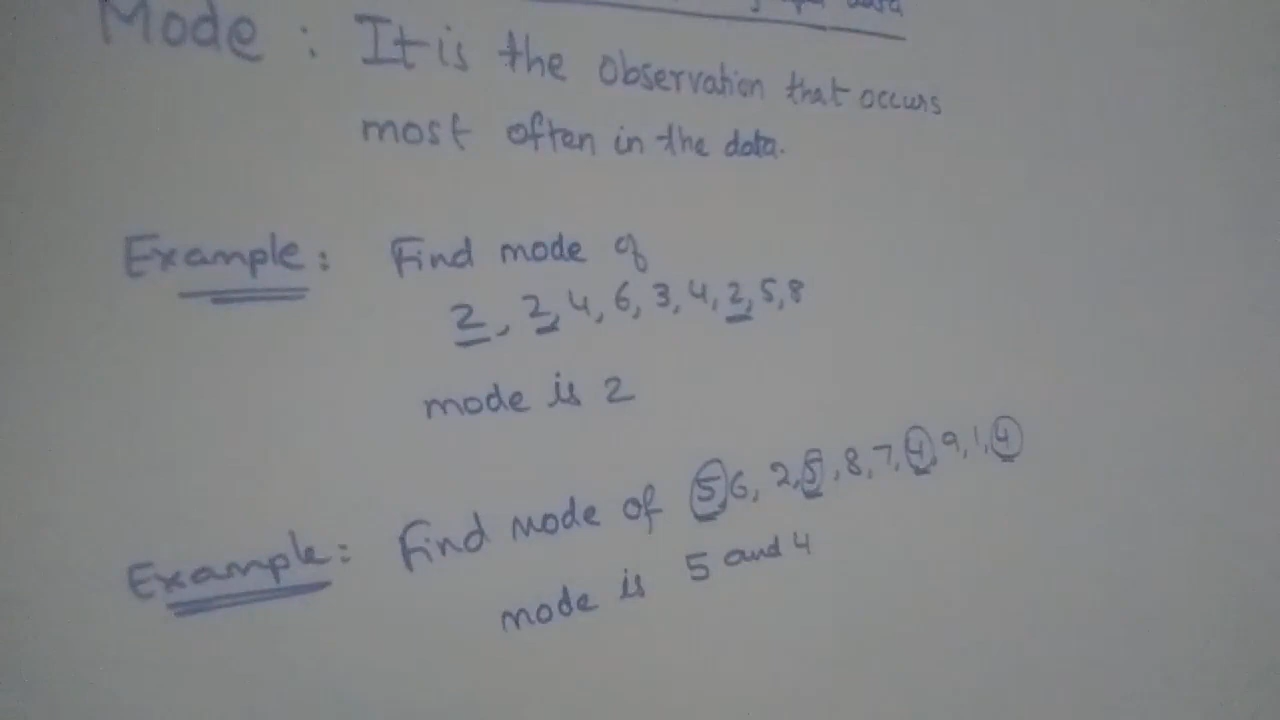 data
Mode : It is the observation that occurs
most often in the data.
Example : Find mode of
2, 2, 4, 6, 3, 4, 2, 5, 8
mode is 2
Example : Find mode of 5, 6, 2, 5, 8, 7, 4, 9, 1, 4
mode is 5 and 4